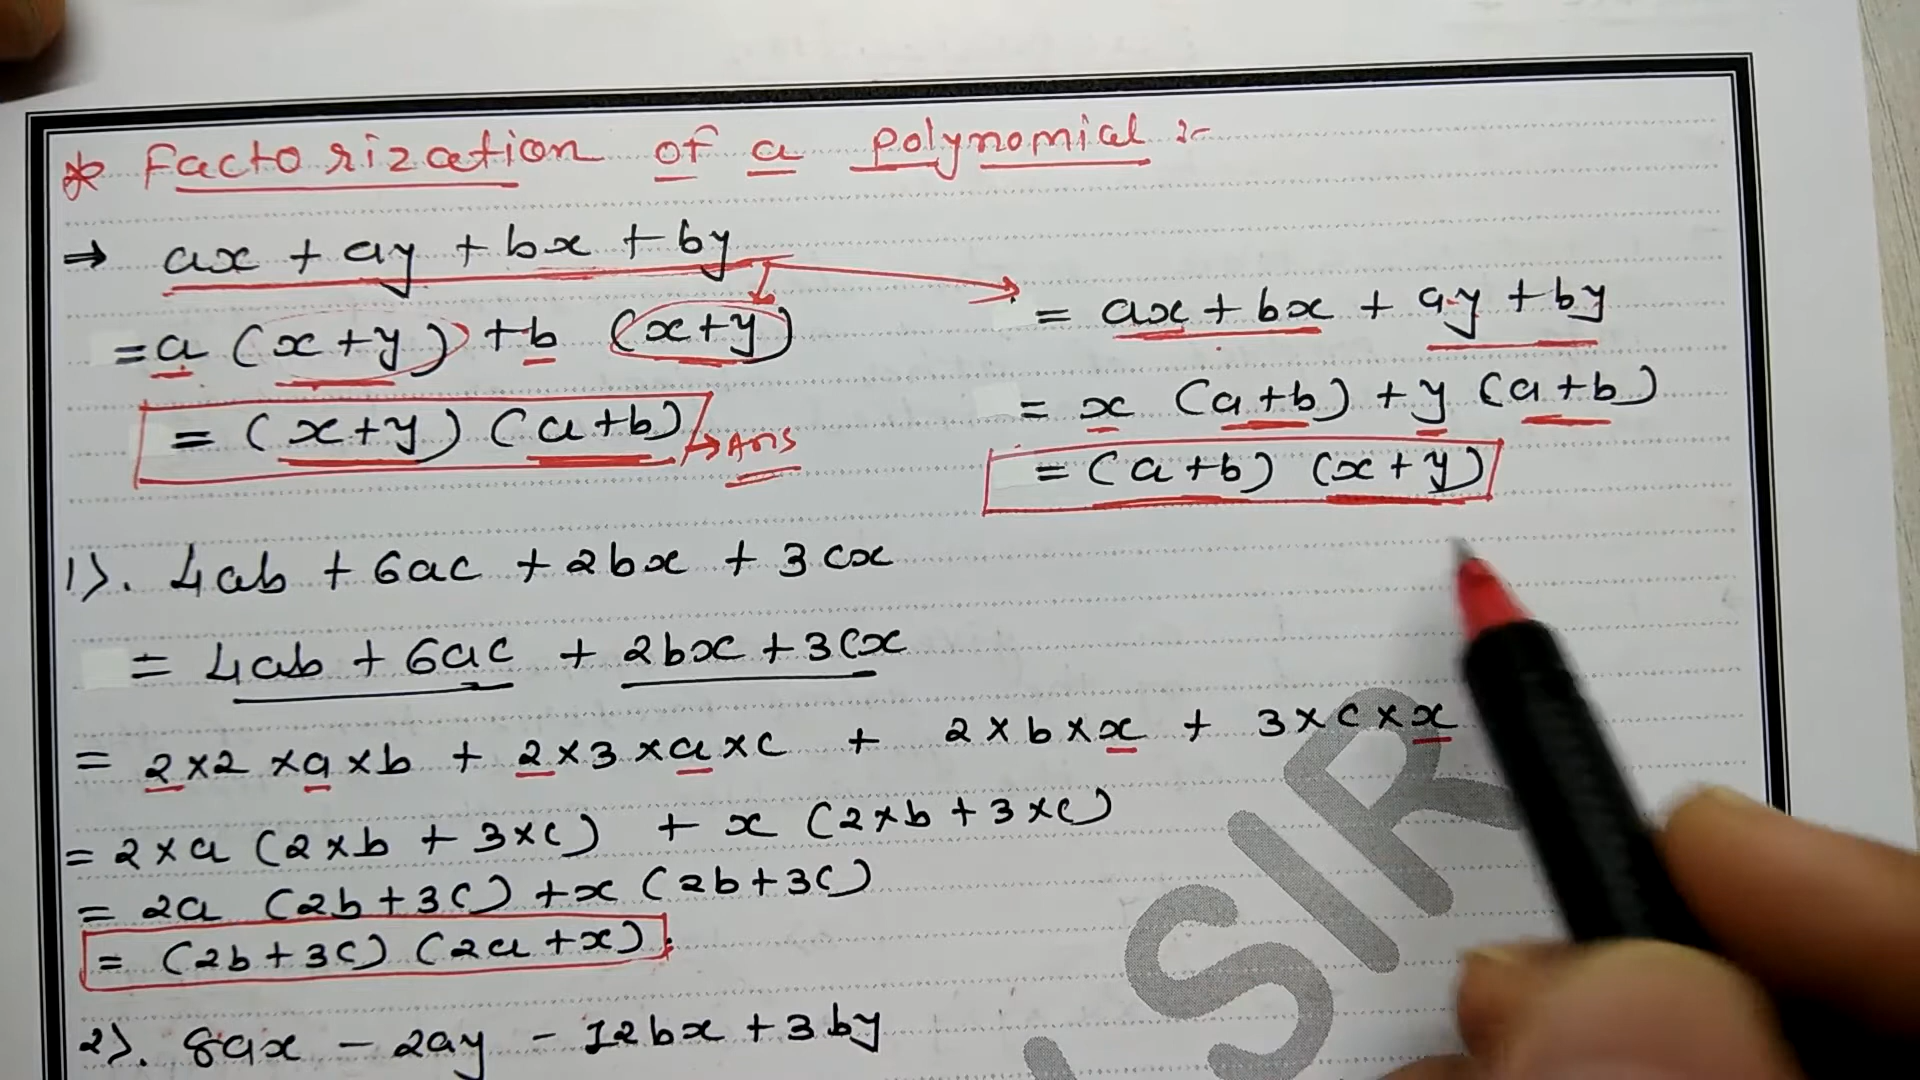 * Factorization of a polynomial :-
⇒ ax + ay + bx + by
= a (x+y) + b (x+y)
= (x+y) (a+b) → Ans
= ax + bx + ay + by
= x (a+b) + y (a+b)
= (a+b) (x+y)
1). 4ab + 6ac + 2bx + 3cx
= 4ab + 6ac + 2bx + 3cx
= 2×2×a×b + 2×3×a×c + 2×b×x + 3×c×x
= 2×a (2×b + 3×c) + x (2×b + 3×c)
= 2a (2b+3c) + x (2b+3c)
= (2b+3c) (2a+x).
2). 8ax - 2ay - 12bx + 3by
SIR